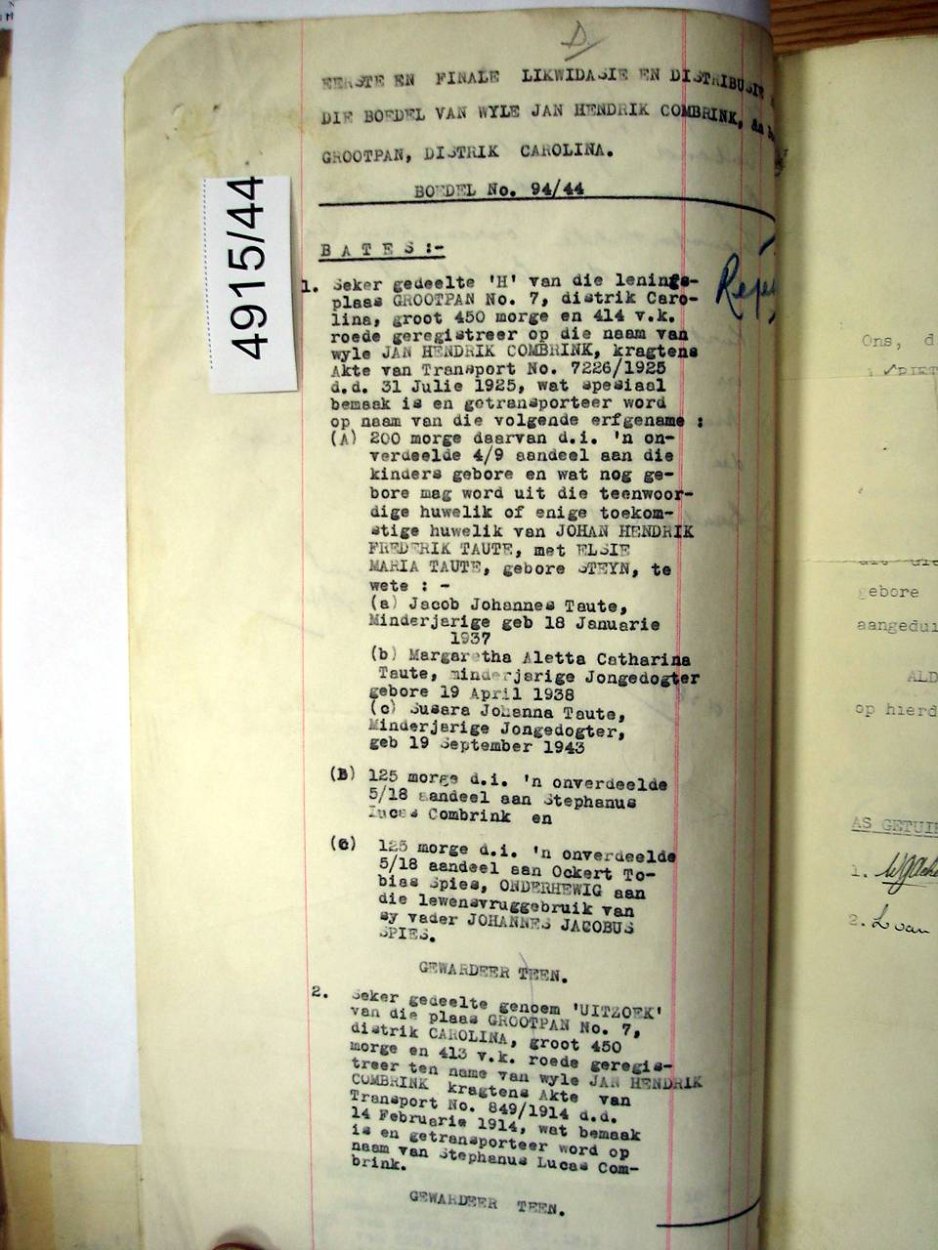 D/
EERSTE EN FINALE LIKWIDASIE EN DISTRIBUSIE
DIE BOEDEL VAN WYLE JAN HENDRIK COMBRINK,
GROOTPAN, DISTRIK CAROLINA.
BOEDEL No. 94/44
4915/44
B A T E S :-
1. Seker gedeelte 'H' van die lenings-
plaas GROOTPAN No. 7, distrik Caro-
lina, groot 450 morge en 414 v.k.
roede geregistreer op die naam van
wyle JAN HENDRIK COMBRINK, kragtens
Akte van Transport No. 7226/1925
d.d. 31 Julie 1925, wat spesiaal
bemaak is en getransporteer word
op naam van die volgende erfgename :
(A) 200 morge daarvan d.i. 'n on-
verdeelde 4/9 aandeel aan die
kinders gebore en wat nog ge-
bore mag word uit die teenwoor-
dige huwelik of enige toekom-
stige huwelik van JOHAN HENDRIK
FREDERIK TAUTE, met ELSIE
MARIA TAUTE, gebore STEYN, te
wete : -
(a) Jacob Johannes Taute,
Minderjarige geb 18 Januarie
1937
(b) Margaretha Aletta Catharina
Taute, minderjarige Jongedogter
gebore 19 April 1938
(c) Susara Johanna Taute,
Minderjarige Jongedogter,
geb 19 September 1943
(B) 125 morge d.i. 'n onverdeelde
5/18 aandeel aan Stephanus
Lucas Combrink en
(C) 125 morge d.i. 'n onverdeelde
5/18 aandeel aan Ockert To-
bias Spies, ONDERHEWIG aan
die lewensvruggebruik van
sy vader JOHANNES JACOBUS
SPIES.
GEWARDEER TEEN.
2. Seker gedeelte genoem 'UITZOEK'
van die plaas GROOTPAN No. 7,
distrik CAROLINA, groot 450
morge en 413 v.k. roede geregis-
treer ten name van wyle JAN HENDRIK
COMBRINK kragtens Akte van
Transport No. 849/1914 d.d.
14 Februarie 1914, wat bemaak
is en getransporteer word op
naam van Stephanus Lucas Com-
brink.
GEWARDEER TEEN.
Ons, d
gebore
aangedui
ALD
op hierd
AS GETUIE
1.
2. L van